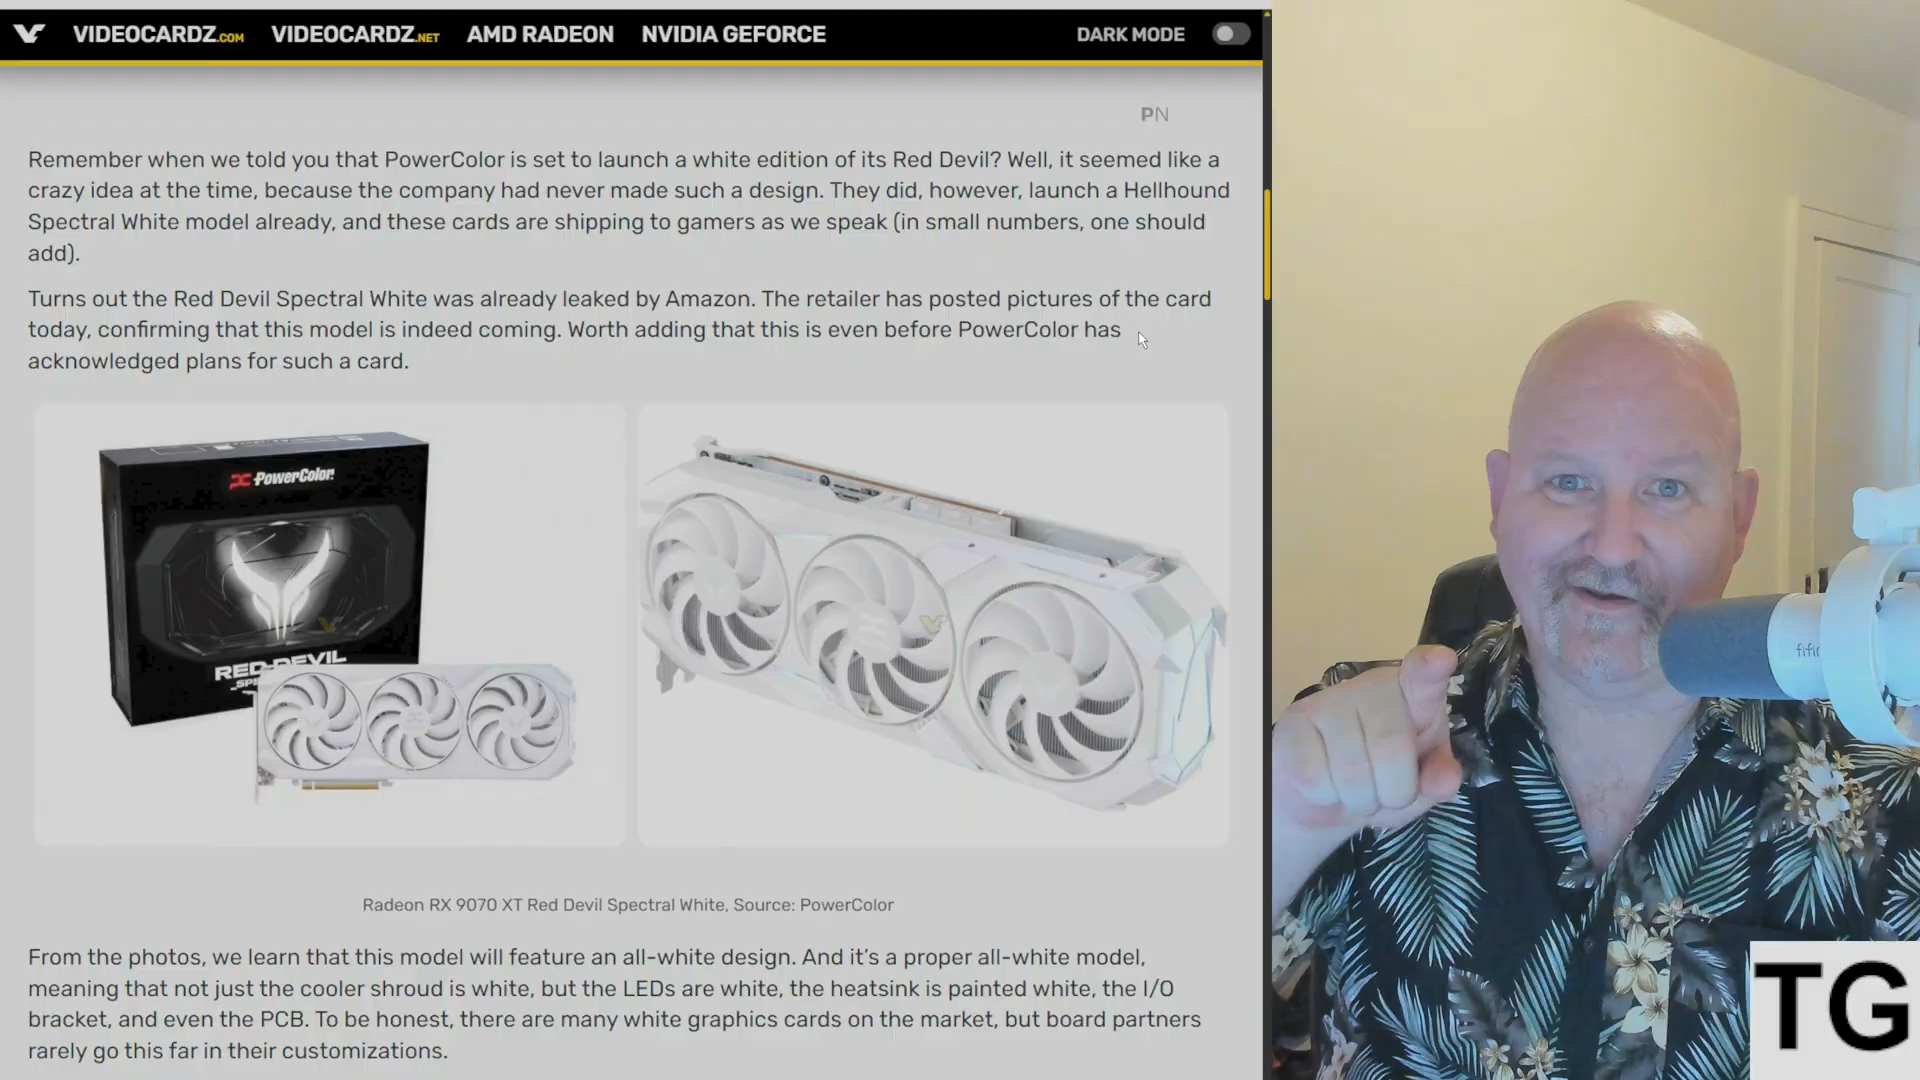 VIDEOCARDZ.COM VIDEOCARDZ.NET AMD RADEON NVIDIA GEFORCE DARK MODE
PN
Remember when we told you that PowerColor is set to launch a white edition of its Red Devil? Well, it seemed like a
crazy idea at the time, because the company had never made such a design. They did, however, launch a Hellhound
Spectral White model already, and these cards are shipping to gamers as we speak (in small numbers, one should
add).
Turns out the Red Devil Spectral White was already leaked by Amazon. The retailer has posted pictures of the card
today, confirming that this model is indeed coming. Worth adding that this is even before PowerColor has
acknowledged plans for such a card.
PowerColor
RED DEVIL
fifi
Radeon RX 9070 XT Red Devil Spectral White, Source: PowerColor
From the photos, we learn that this model will feature an all-white design. And it's a proper all-white model,
meaning that not just the cooler shroud is white, but the LEDs are white, the heatsink is painted white, the I/O
bracket, and even the PCB. To be honest, there are many white graphics cards on the market, but board partners
rarely go this far in their customizations.
TG